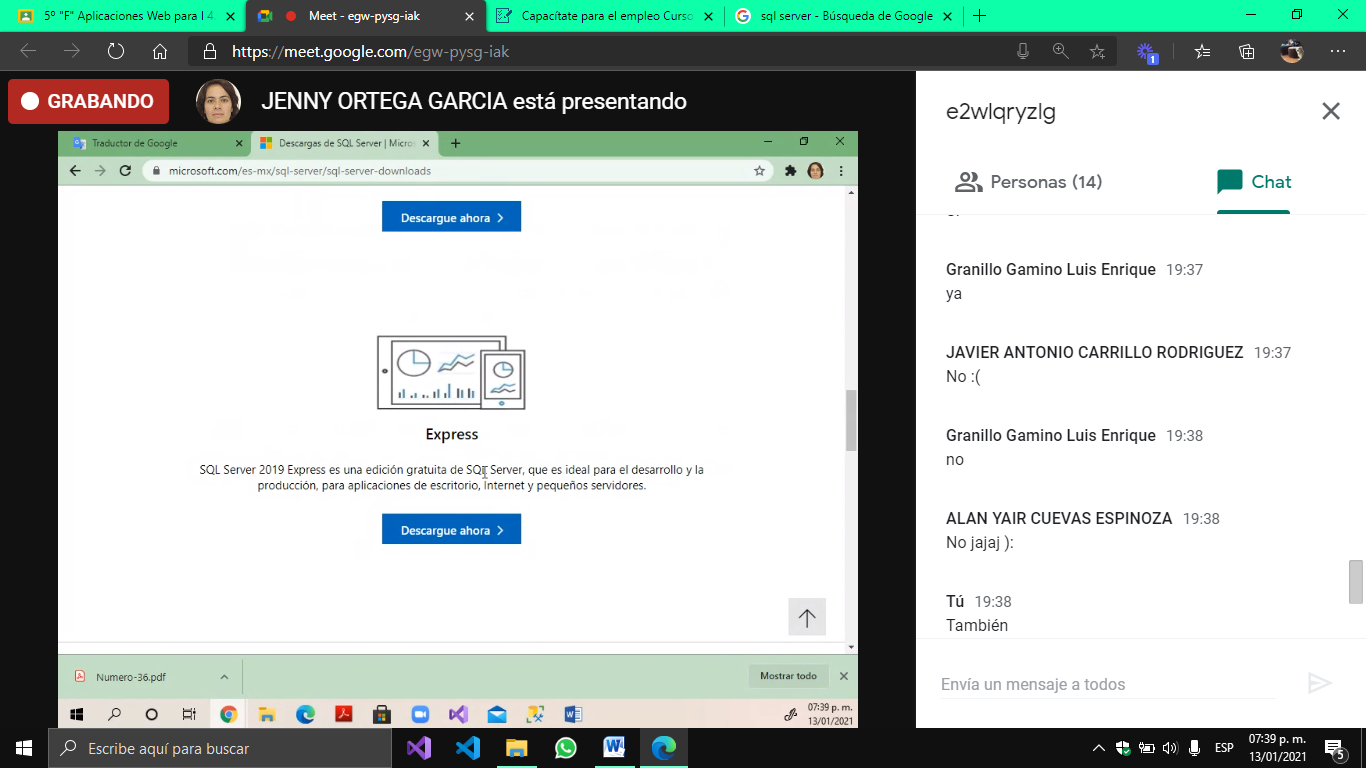 5º "F" Aplicaciones Web para I 4.
Meet - egw-pysg-iak
Capacítate para el empleo Curso
sql server - Búsqueda de Google
https://meet.google.com/egw-pysg-iak
1
GRABANDO
JENNY ORTEGA GARCIA está presentando
Traductor de Google
Descargas de SQL Server | Micros
microsoft.com/es-mx/sql-server/sql-server-downloads
Descargue ahora
Express
SQL Server 2019 Express es una edición gratuita de SQL Server, que es ideal para el desarrollo y la
producción, para aplicaciones de escritorio, Internet y pequeños servidores.
Descargue ahora
Numero-36.pdf
Mostrar todo
07:39 p. m.
13/01/2021
e2wlqryzlg
Personas (14)
Chat
Granillo Gamino Luis Enrique 19:37
ya
JAVIER ANTONIO CARRILLO RODRIGUEZ 19:37
No :(
Granillo Gamino Luis Enrique 19:38
no
ALAN YAIR CUEVAS ESPINOZA 19:38
No jajaj ):
Tú 19:38
También
Envía un mensaje a todos
Escribe aquí para buscar
ESP
07:39 p. m.
13/01/2021
5